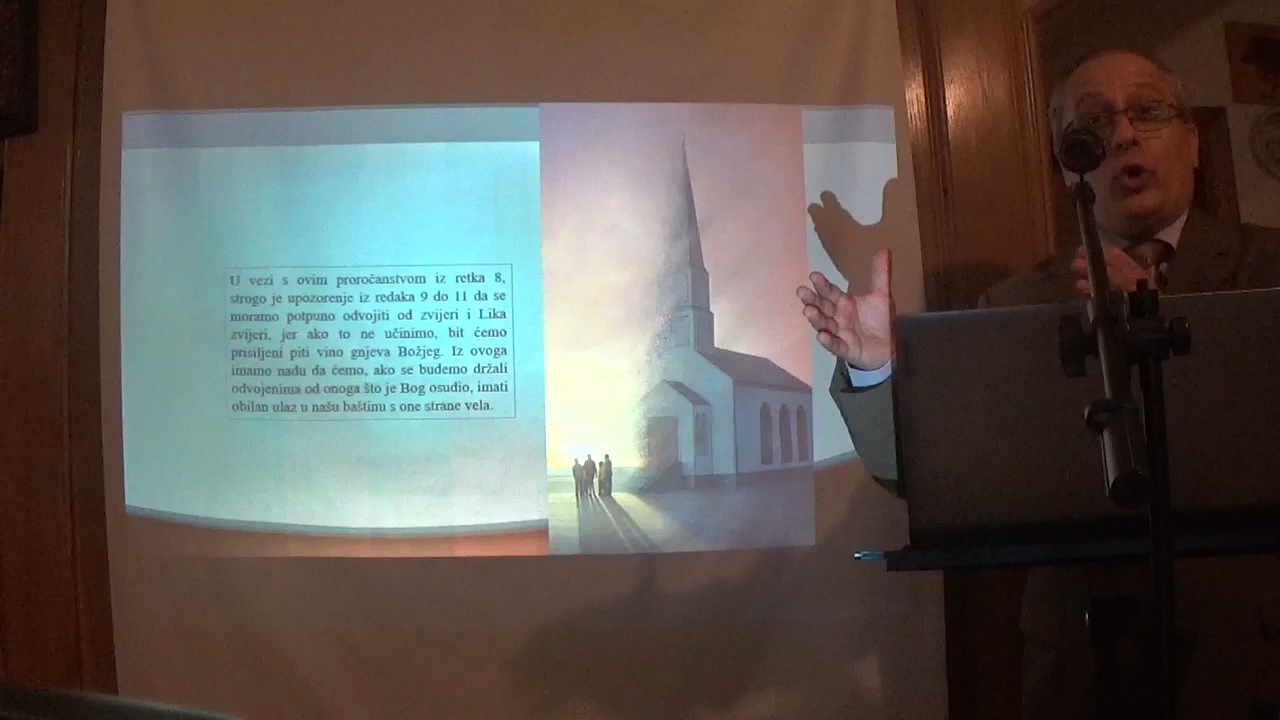 U vezi s ovim proročanstvom iz retka 8,
strogo je upozorenje iz redaka 9 do 11 da se
moramo potpuno odvojiti od zvijeri i Lika
zvijeri, jer ako to ne učinimo, bit ćemo
prisiljeni piti vino gnjeva Božjeg. Iz ovoga
imamo nadu da ćemo, ako se budemo držali
odvojenima od onoga što je Bog osudio, imati
obilan ulaz u našu baštinu s one strane vela.